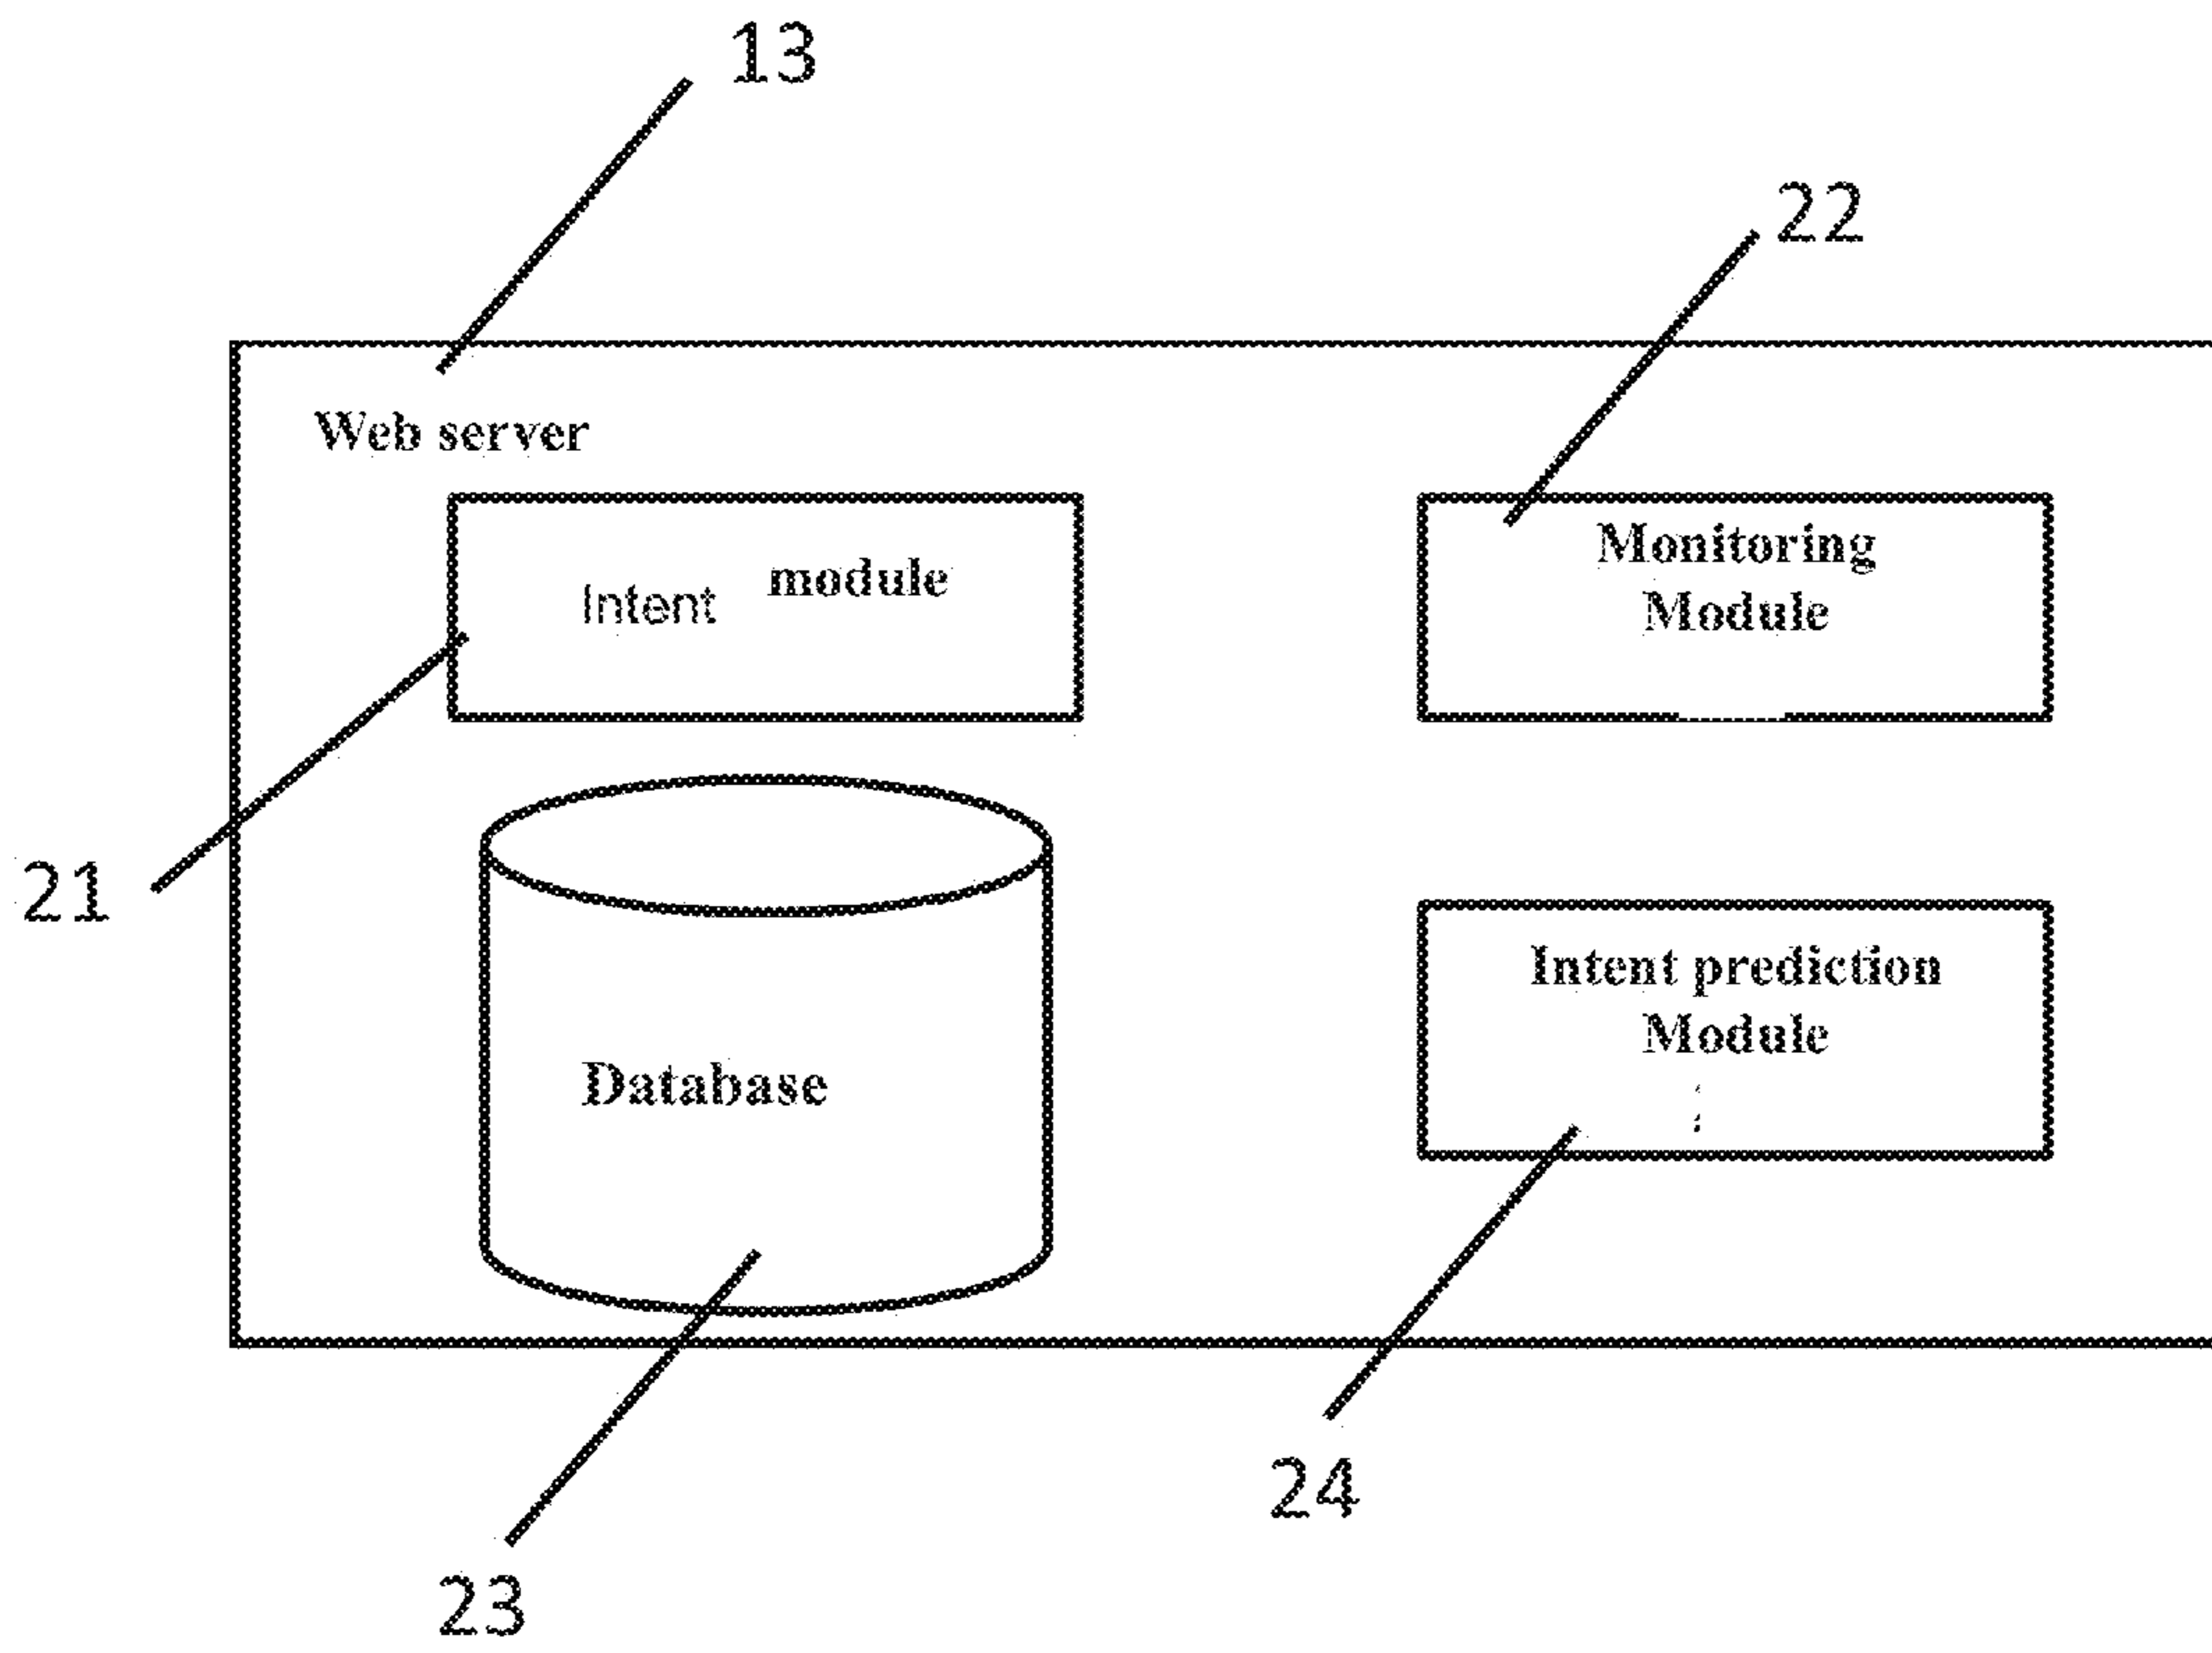 13
22
Web server
Intent module
Monitoring
Module
21
Intent prediction
Module
Database
24
23